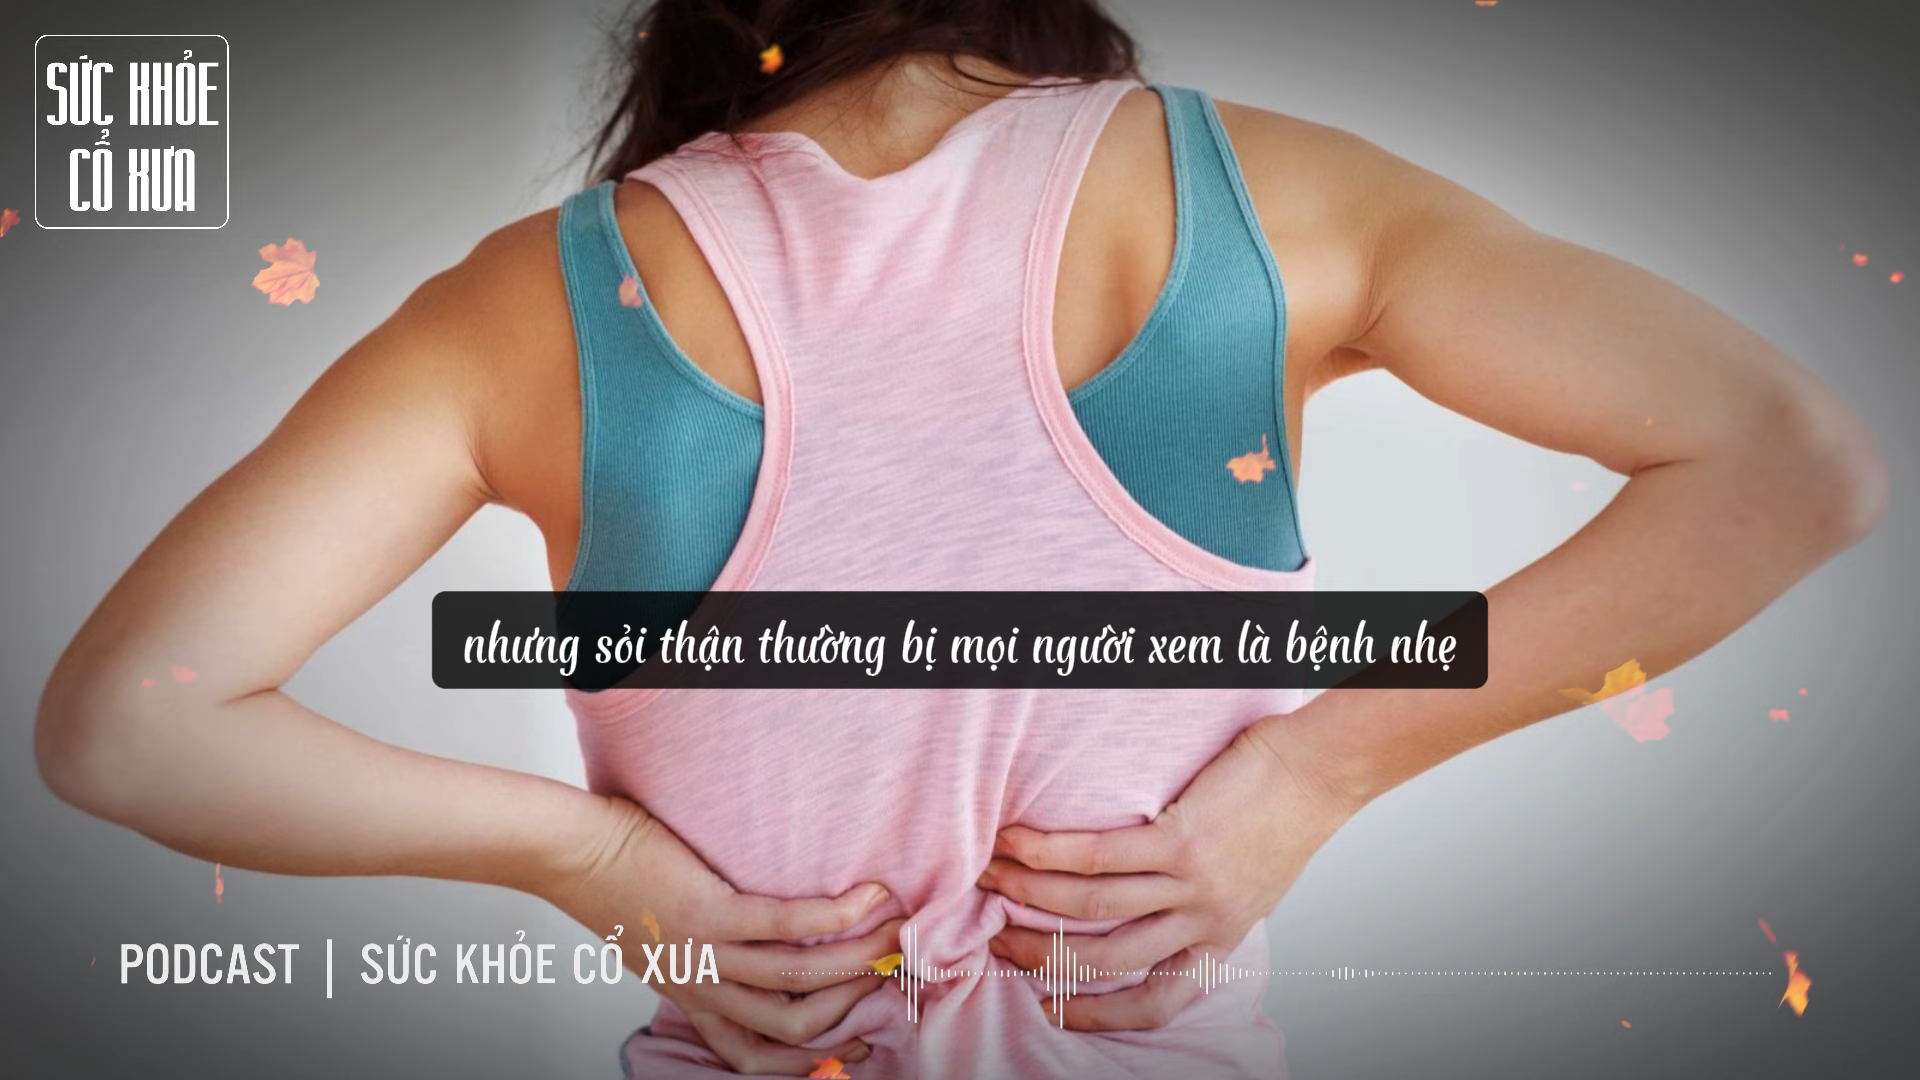 SỨC KHỎE
CỔ XƯA
nhưng sỏi thận thường bị mọi người xem là bệnh nhẹ
PODCAST | SỨC KHỎE CỔ XƯA